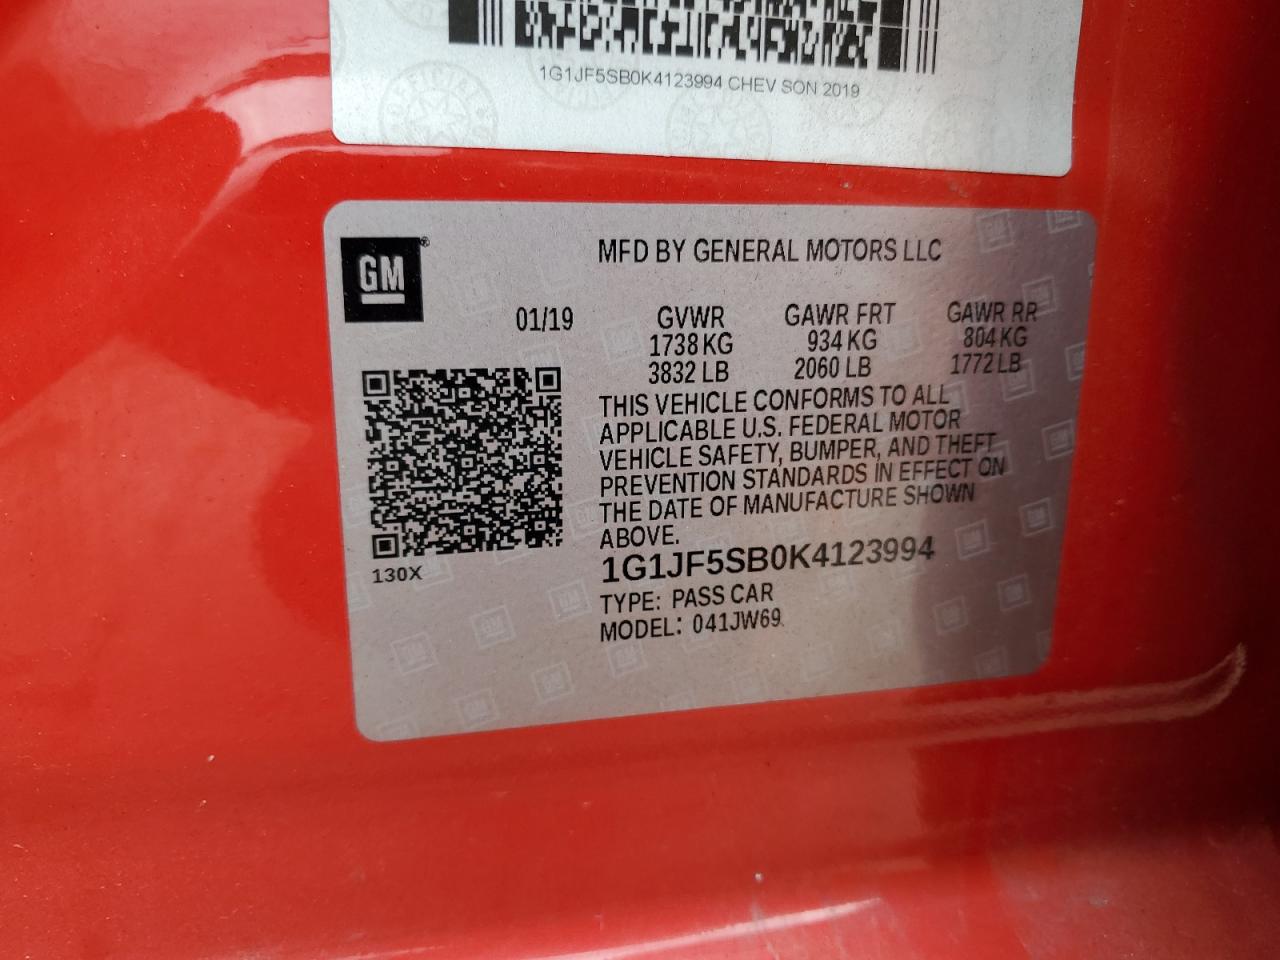 1G1JF5SB0K4123994 CHEV SON 2019
GM®
MFD BY GENERAL MOTORS LLC
01/19 GVWR GAWR FRT GAWR RR
1738 KG 934 KG 804 KG
3832 LB 2060 LB 1772 LB
THIS VEHICLE CONFORMS TO ALL
APPLICABLE U.S. FEDERAL MOTOR
VEHICLE SAFETY, BUMPER, AND THEFT
PREVENTION STANDARDS IN EFFECT ON
THE DATE OF MANUFACTURE SHOWN
ABOVE.
1G1JF5SB0K4123994
TYPE: PASS CAR
MODEL: 041JW69
130X